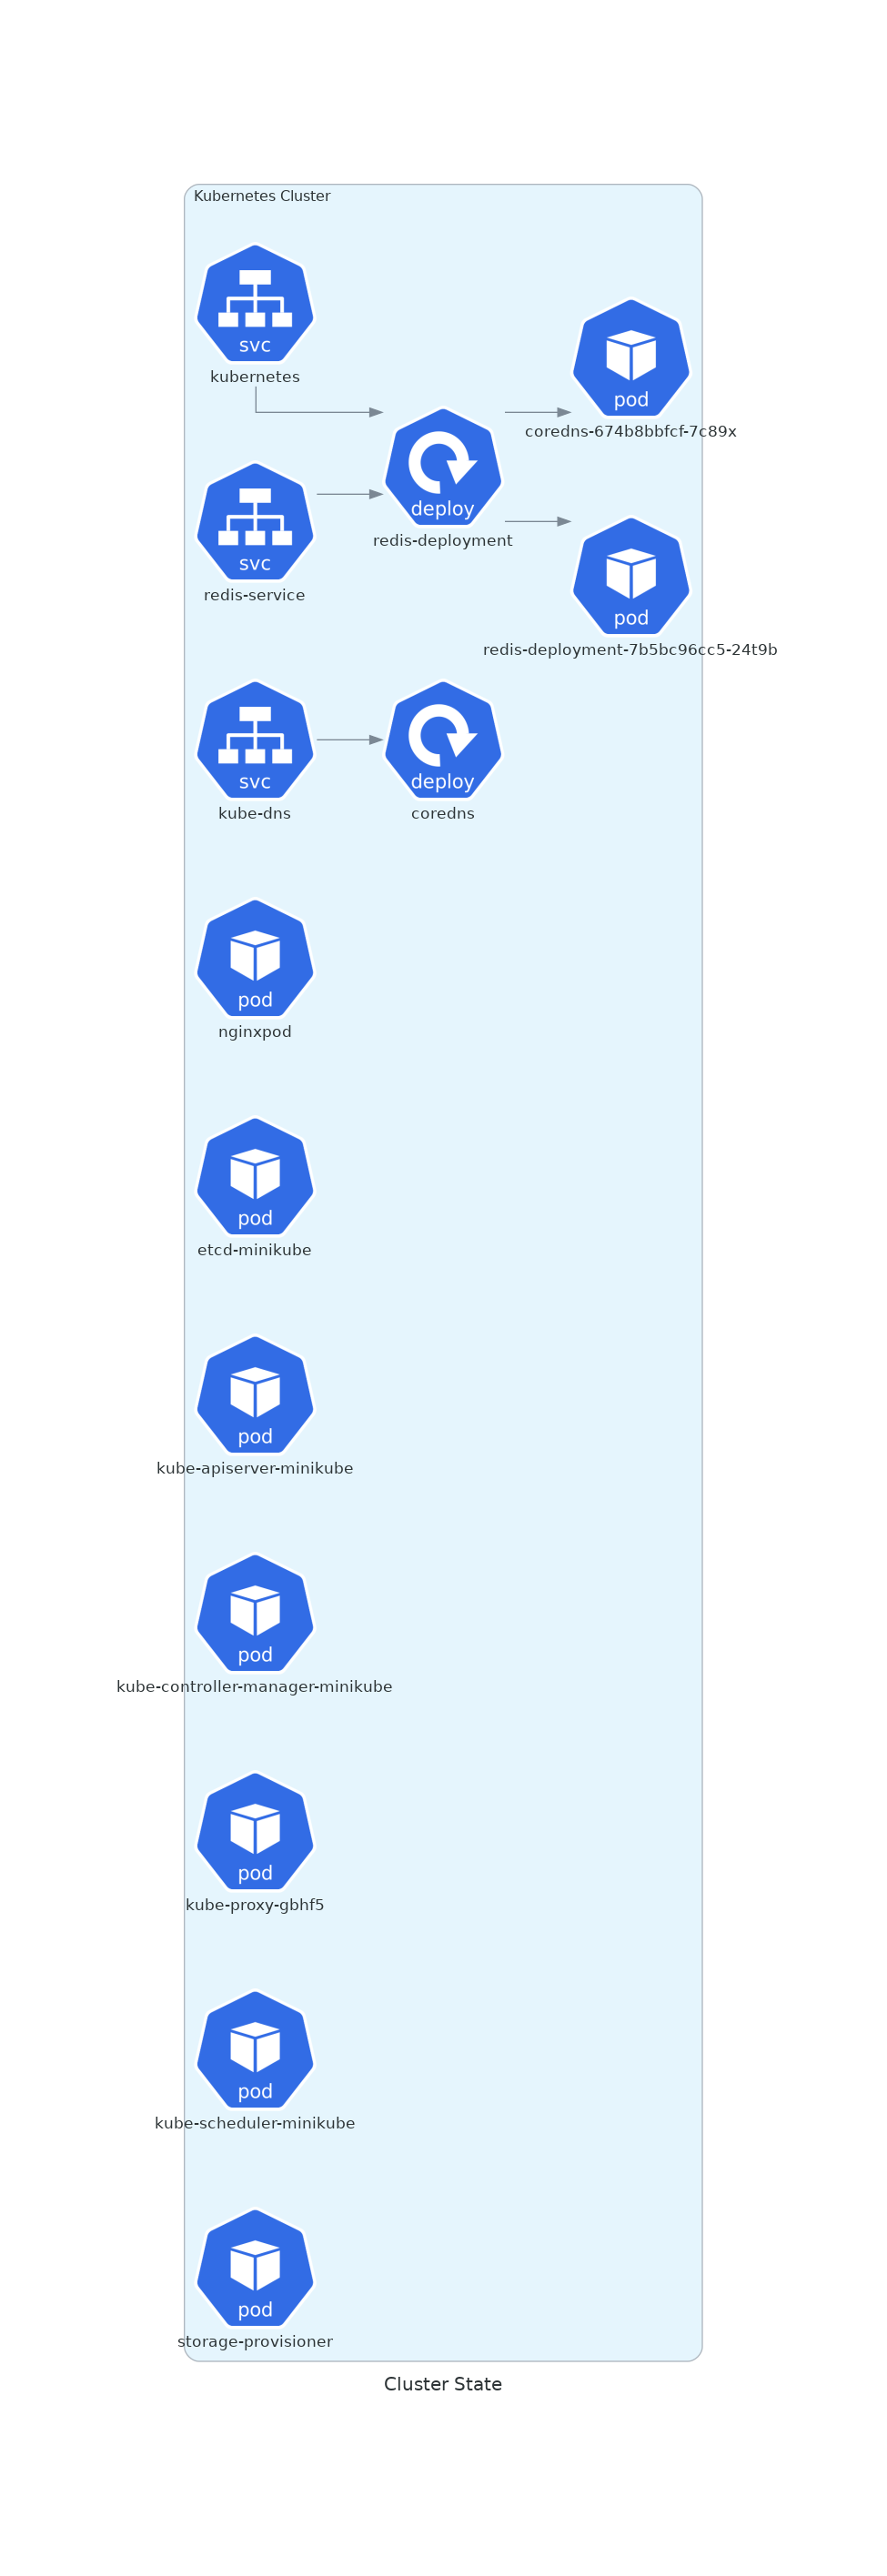 Kubernetes Cluster
svc
kubernetes
pod
coredns-674b8bbfcf-7c89x
deploy
redis-deployment
svc
redis-service
pod
redis-deployment-7b5bc96cc5-24t9b
svc
kube-dns
deploy
coredns
pod
nginxpod
pod
etcd-minikube
pod
kube-apiserver-minikube
pod
kube-controller-manager-minikube
pod
kube-proxy-gbhf5
pod
kube-scheduler-minikube
pod
storage-provisioner
Cluster State